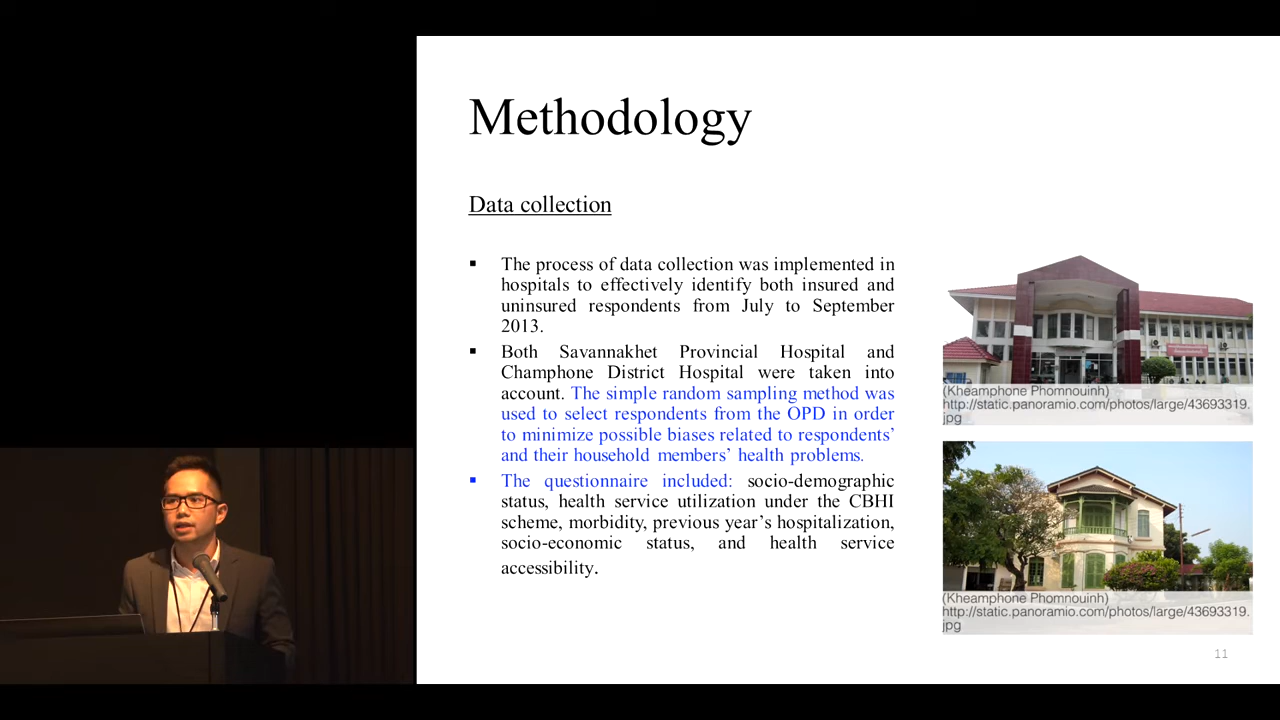 Methodology
Data collection
▪ The process of data collection was implemented in
hospitals to effectively identify both insured and
uninsured respondents from July to September
2013.
▪ Both Savannakhet Provincial Hospital and
Champhone District Hospital were taken into
account. The simple random sampling method was
used to select respondents from the OPD in order
to minimize possible biases related to respondents’
and their household members’ health problems.
▪ The questionnaire included: socio-demographic
status, health service utilization under the CBHI
scheme, morbidity, previous year’s hospitalization,
socio-economic status, and health service
accessibility.
(Kheamphone Phomnouinh)
http://static.panoramio.com/photos/large/43693319.
jpg
(Kheamphone Phomnouinh)
http://static.panoramio.com/photos/large/43693319.
jpg
11